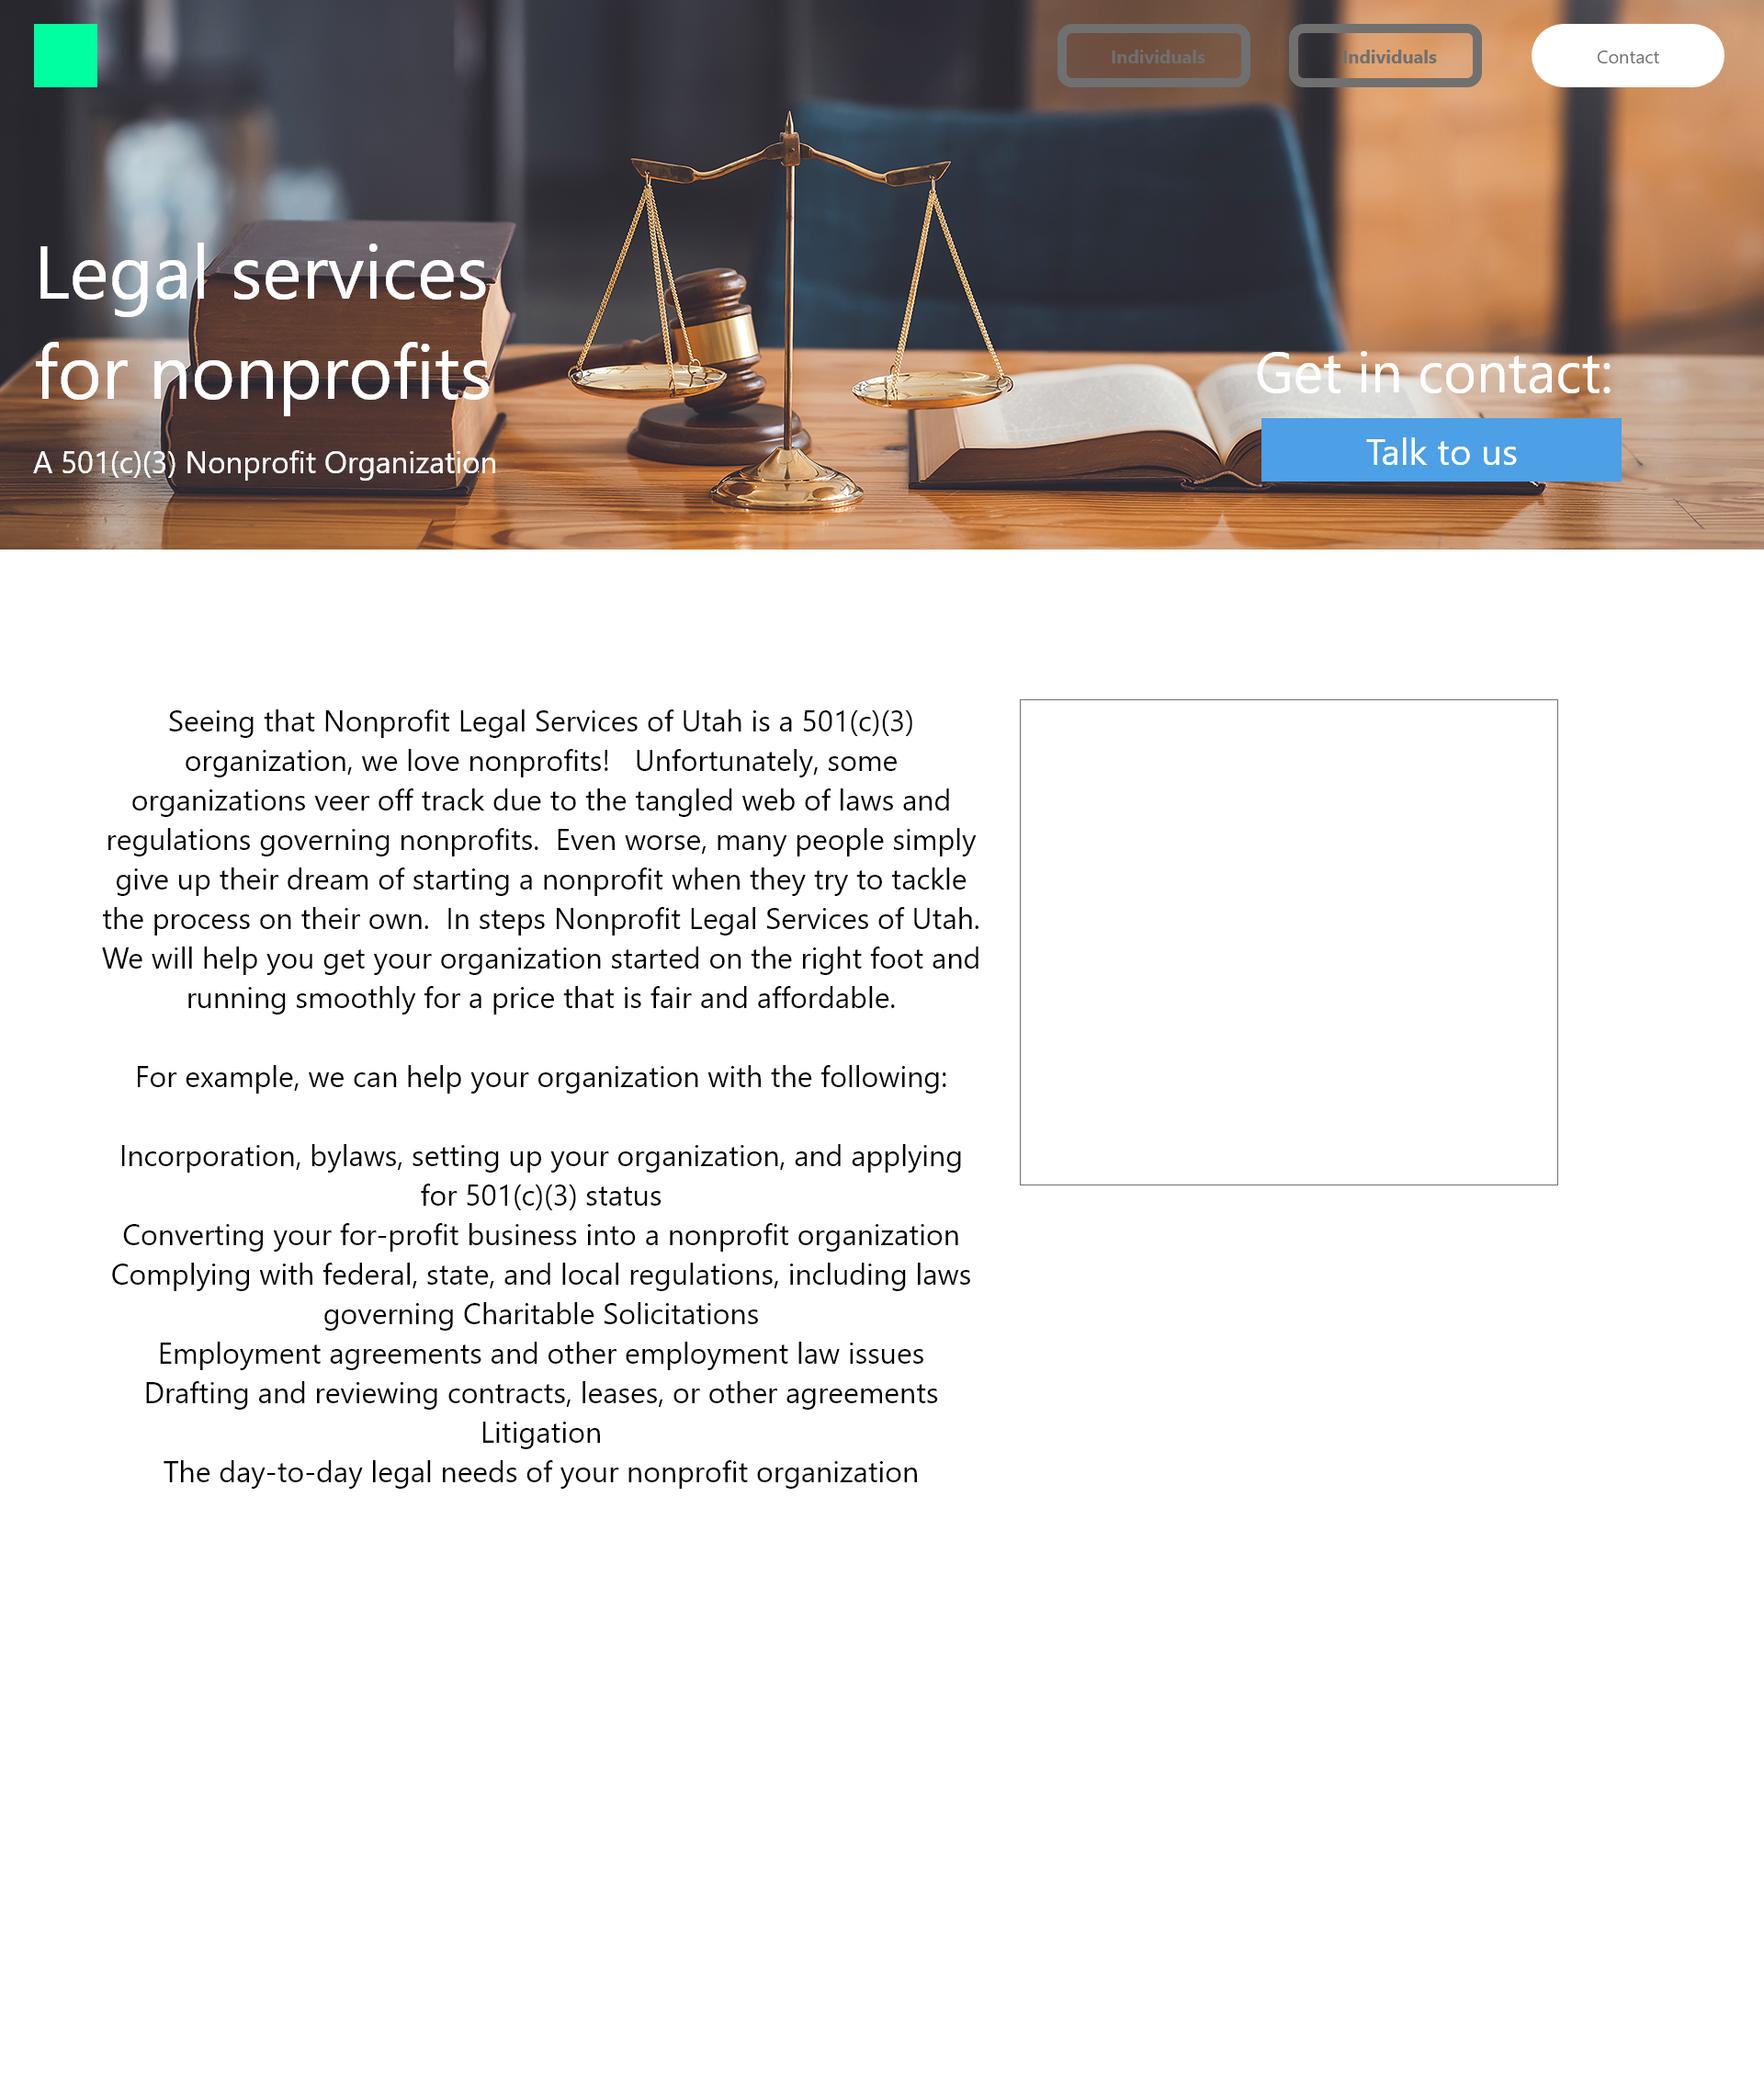 Individuals
Individuals
Contact
Legal services
for nonprofits
A 501(c)(3) Nonprofit Organization
Get in contact:
Talk to us
Seeing that Nonprofit Legal Services of Utah is a 501(c)(3)
organization, we love nonprofits!   Unfortunately, some
organizations veer off track due to the tangled web of laws and
regulations governing nonprofits.  Even worse, many people simply
give up their dream of starting a nonprofit when they try to tackle
the process on their own.  In steps Nonprofit Legal Services of Utah.
We will help you get your organization started on the right foot and
running smoothly for a price that is fair and affordable.
For example, we can help your organization with the following:
Incorporation, bylaws, setting up your organization, and applying
for 501(c)(3) status
Converting your for-profit business into a nonprofit organization
Complying with federal, state, and local regulations, including laws
governing Charitable Solicitations
Employment agreements and other employment law issues
Drafting and reviewing contracts, leases, or other agreements
Litigation
The day-to-day legal needs of your nonprofit organization